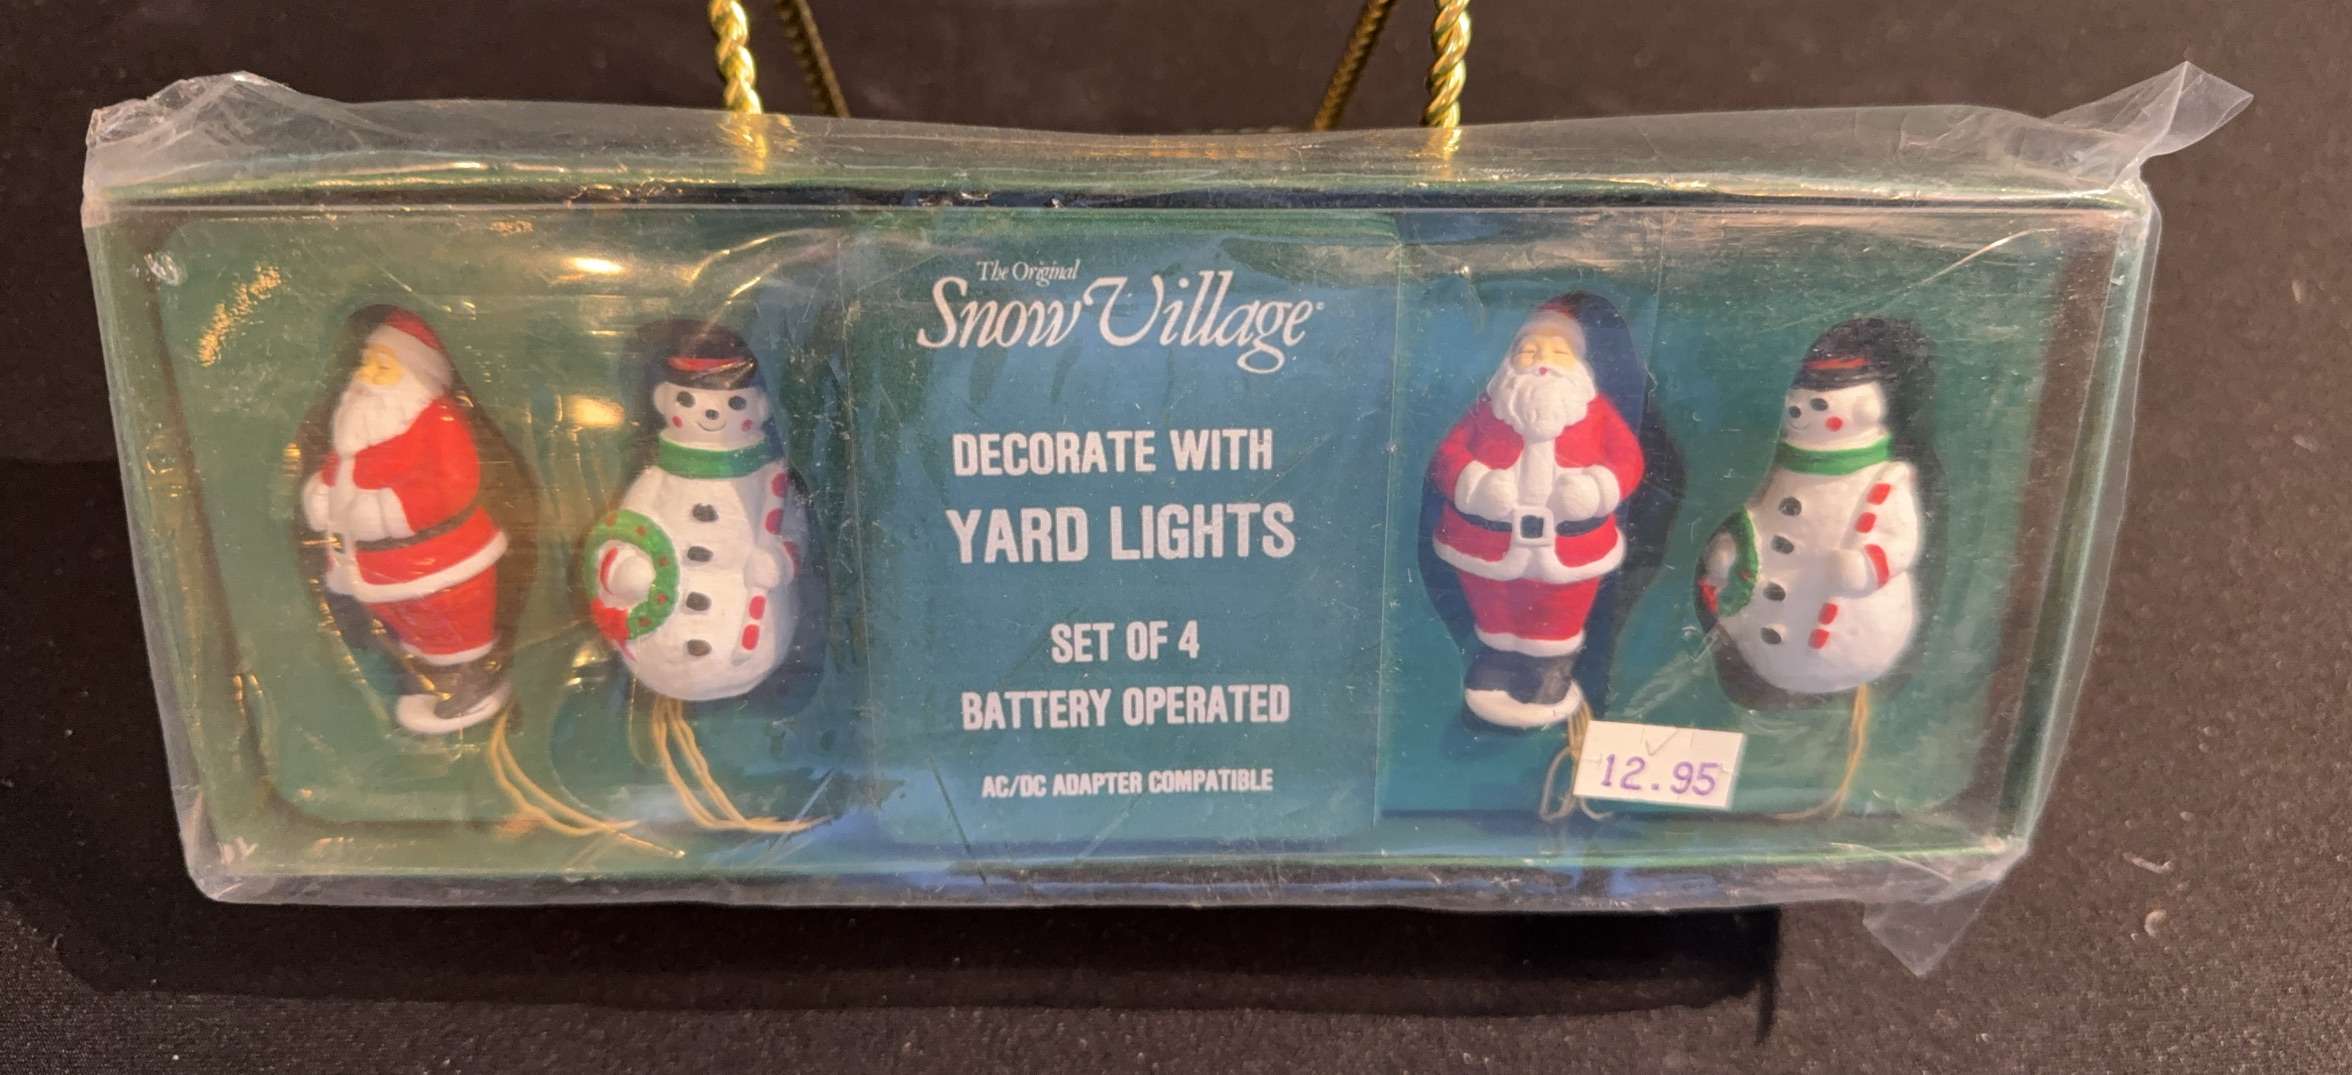 The Original
Snow Village®
DECORATE WITH
YARD LIGHTS
SET OF 4
BATTERY OPERATED
AC/DC ADAPTER COMPATIBLE
12.95